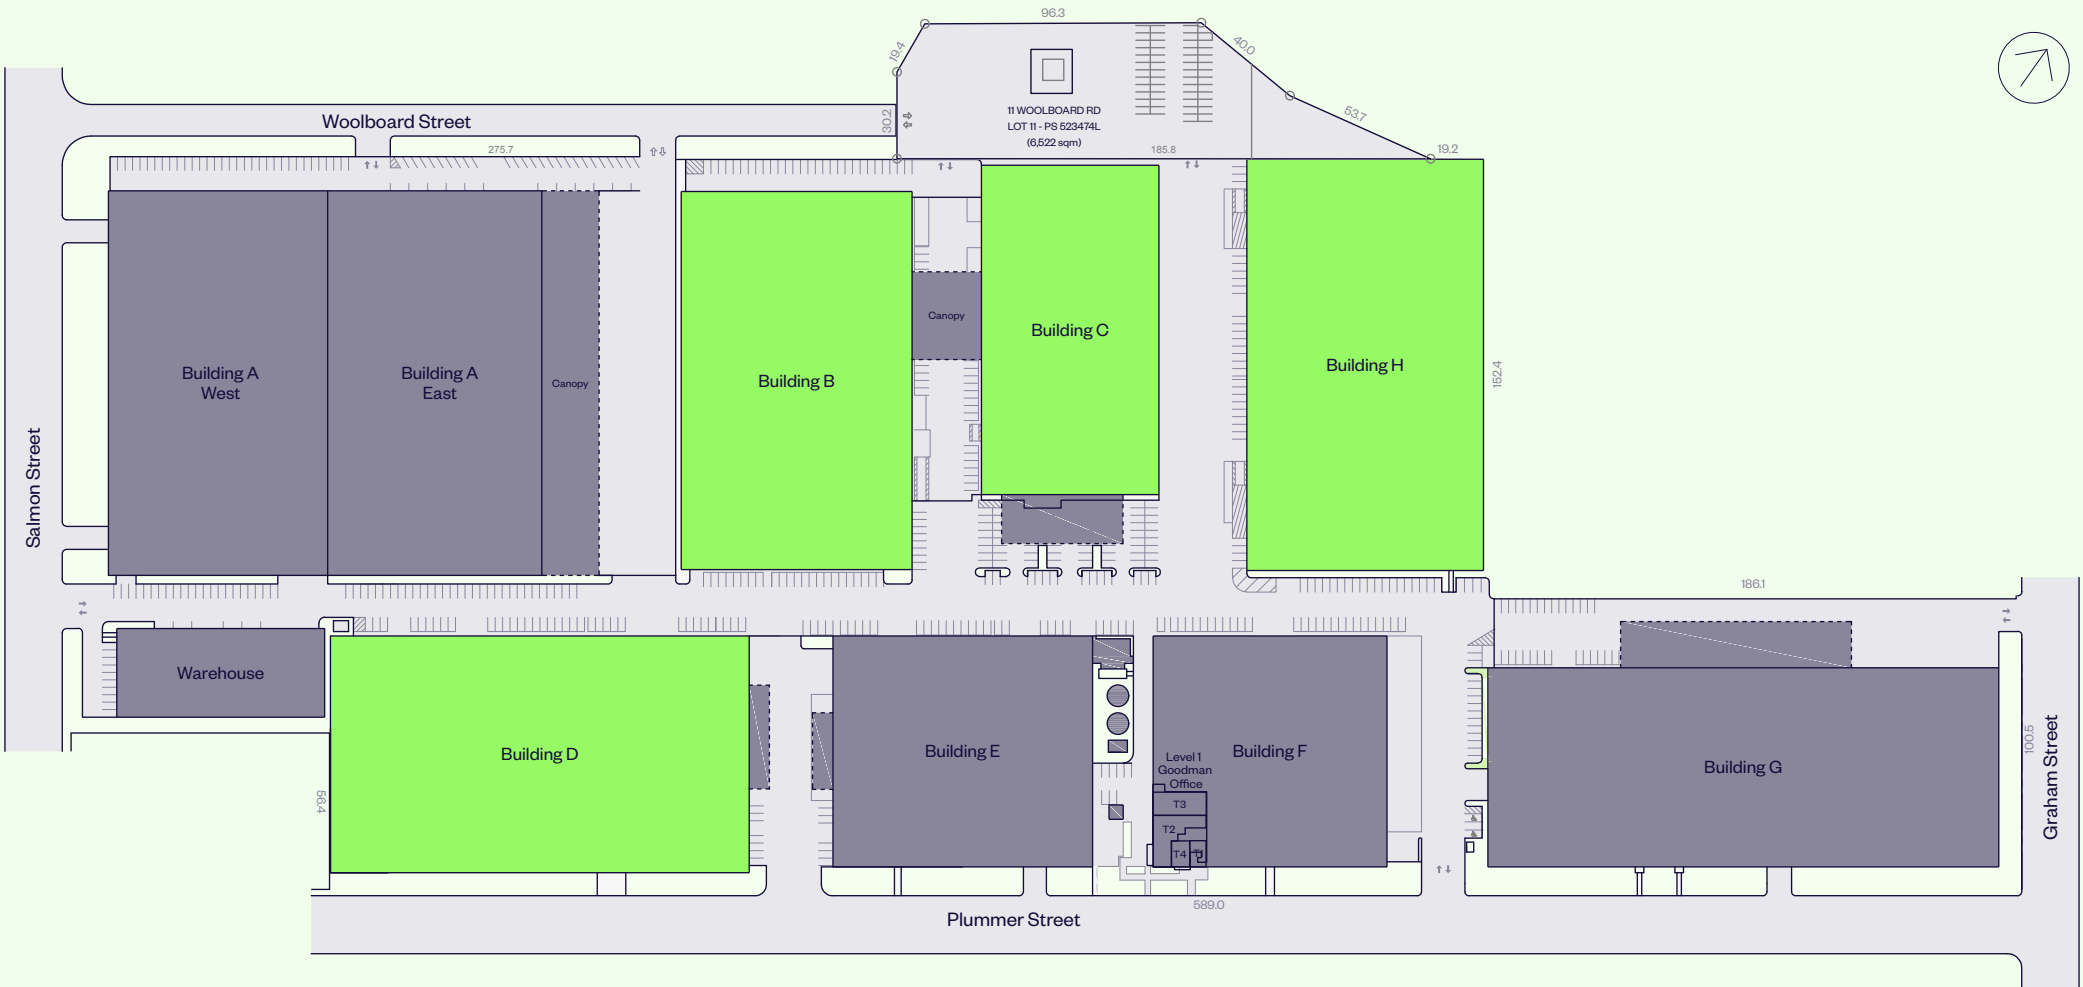 96.3
19.4
40.0
11 WOOLBOARD RD
LOT 11 - PS 523474L
(6,522 sqm)
30.2
53.7
Woolboard Street
275.7
185.8
19.2
Building A
West
Building A
East
Canopy
Building B
Canopy
Building C
Building H
152.4
Salmon Street
186.1
Warehouse
Building D
56.4
Building E
Level 1
Goodman
Office
Building F
T3
T2
T4
T1
Building G
100.5
Graham Street
589.0
Plummer Street